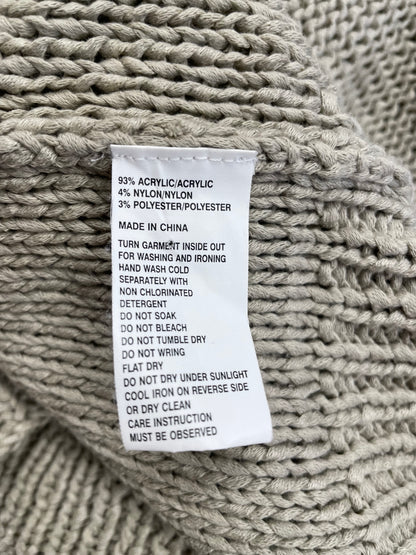 93% ACRYLIC/ACRYLIC
4% NYLON/NYLON
3% POLYESTER/POLYESTER
MADE IN CHINA
TURN GARMENT INSIDE OUT
FOR WASHING AND IRONING
HAND WASH COLD
SEPARATELY WITH
NON CHLORINATED
DETERGENT
DO NOT SOAK
DO NOT BLEACH
DO NOT TUMBLE DRY
DO NOT WRING
FLAT DRY
DO NOT DRY UNDER SUNLIGHT
COOL IRON ON REVERSE SIDE
OR DRY CLEAN
CARE INSTRUCTION
MUST BE OBSERVED